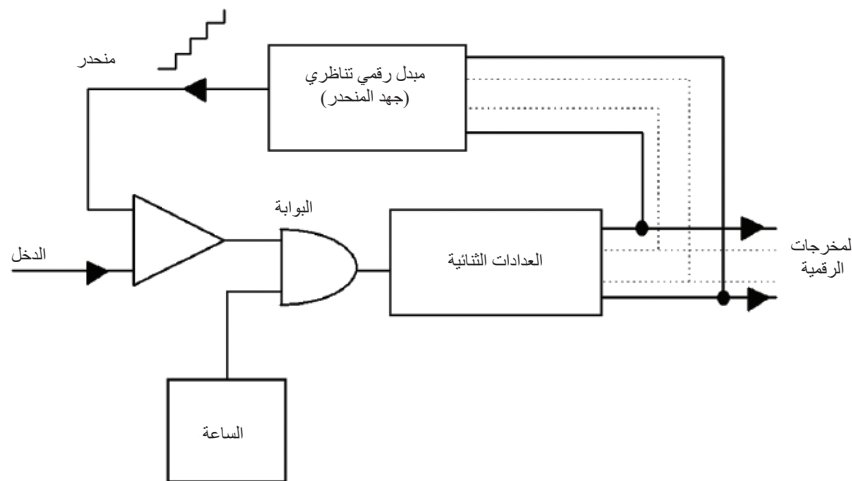 منحدر
مبدل رقمي تناظري
(جهد المنحدر)
البوابة
الدخل
العدادات الثنائية
لمخرجات
الرقمية
الساعة